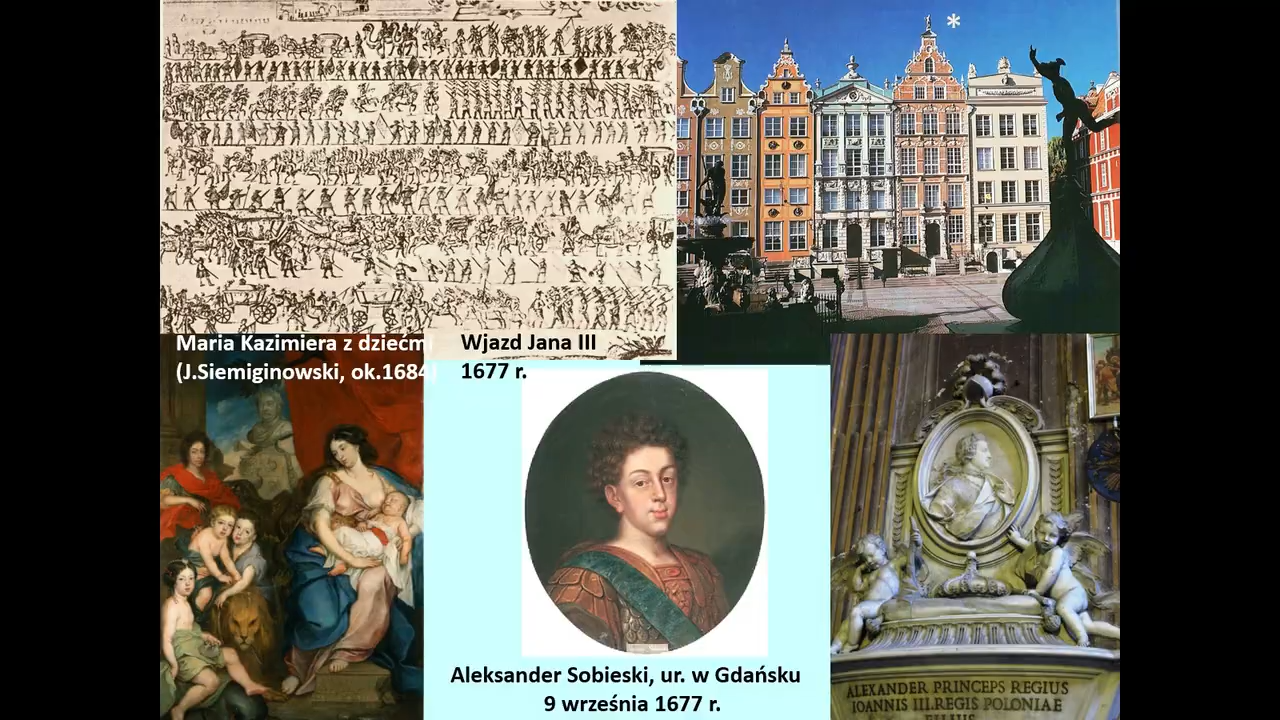 *
Maria Kazimiera z dziećmi
(J.Siemiginowski, ok.1684)
Wjazd Jana III
1677 r.
Aleksander Sobieski, ur. w Gdańsku
9 września 1677 r.
ALEXANDER PRINCEPS REGIUS
IOANNIS III.REGIS POLONIAE
FILIUS